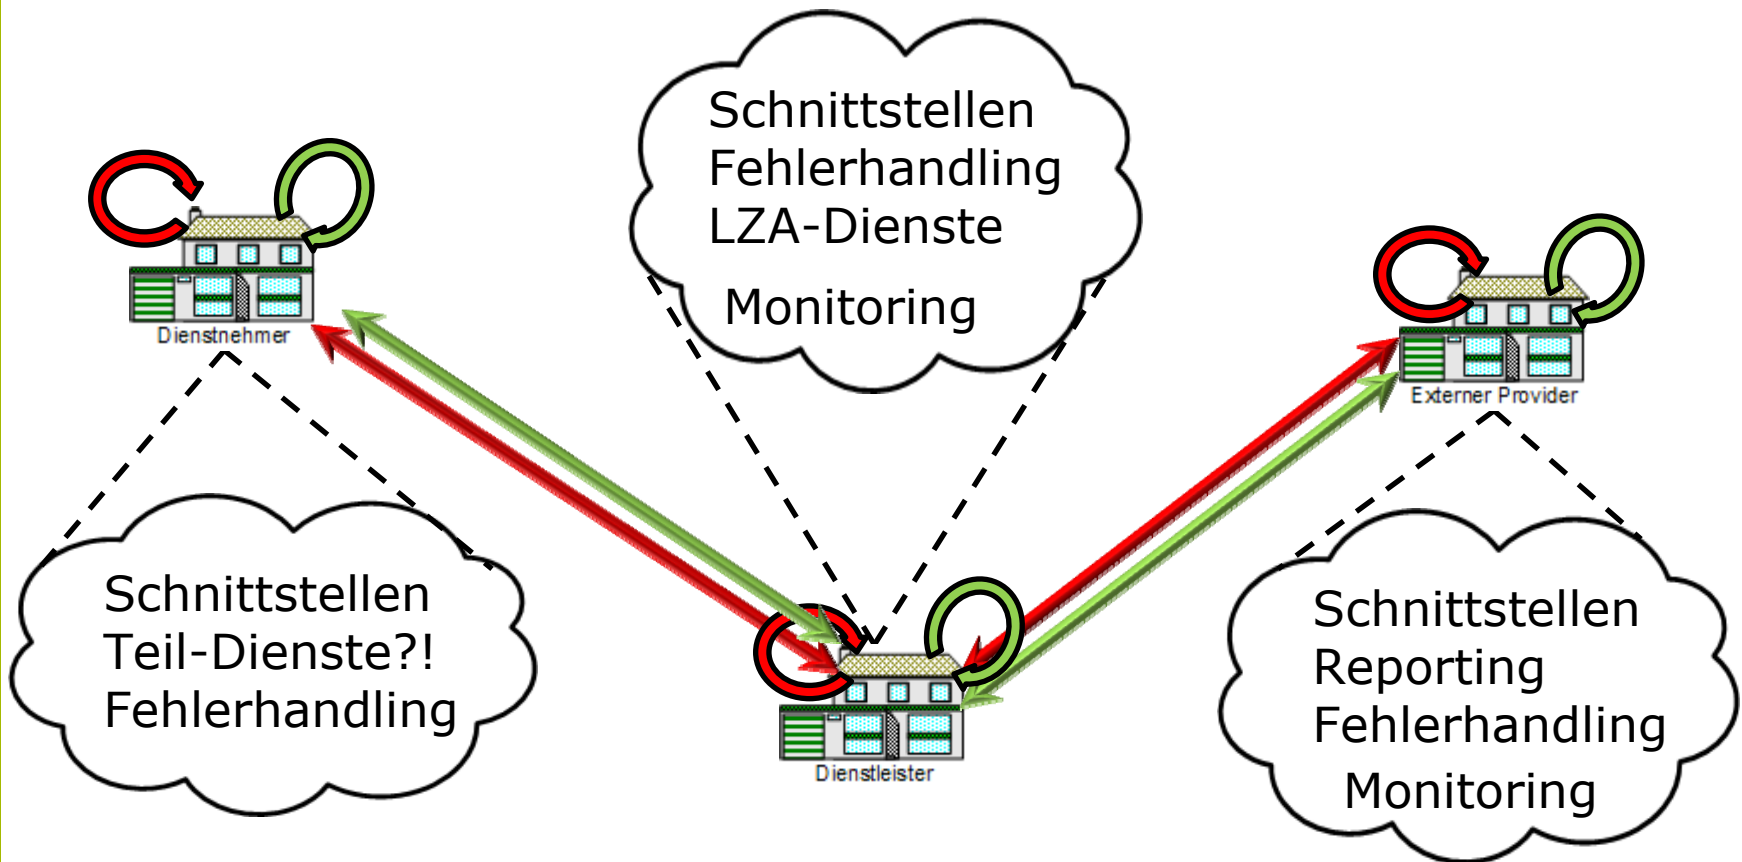 Schnittstellen
Fehlerhandling
LZA-Dienste
Monitoring
Dienstnehmer
Externer Provider
Schnittstellen
Teil-Dienste?!
Fehlerhandling
Schnittstellen
Reporting
Fehlerhandling
Monitoring
Dienstleister